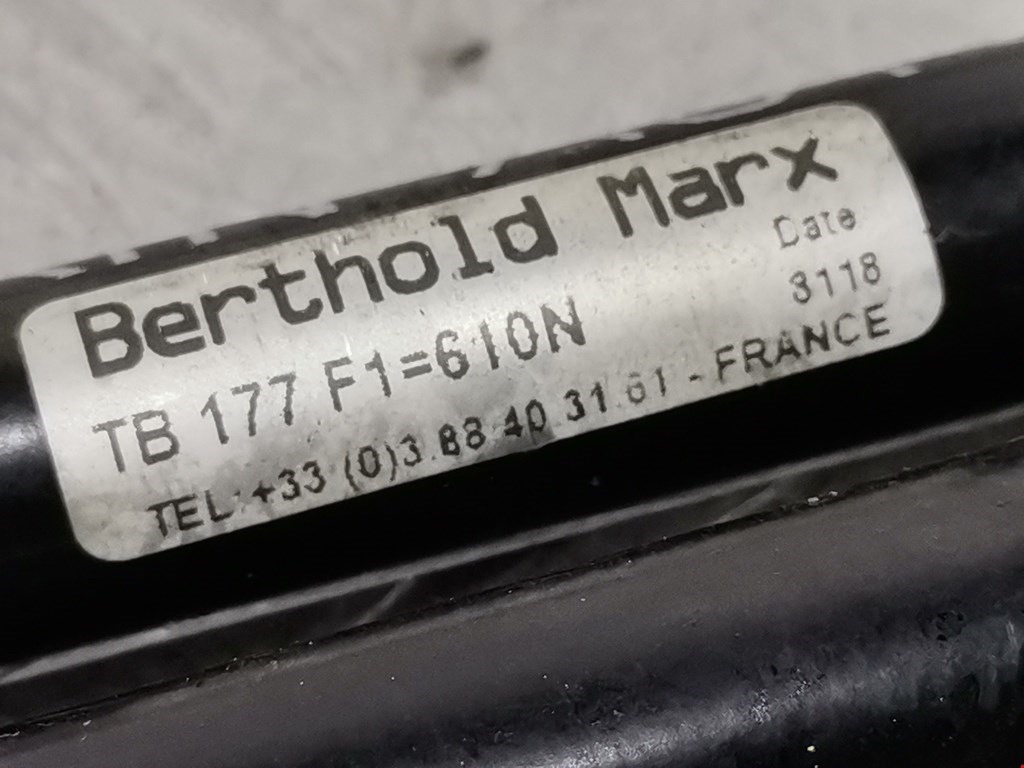 Berthold Marx
Date
TB 177 F1=610N
3118
TEL:+33 (0)3.88 40 31 61 - FRANCE